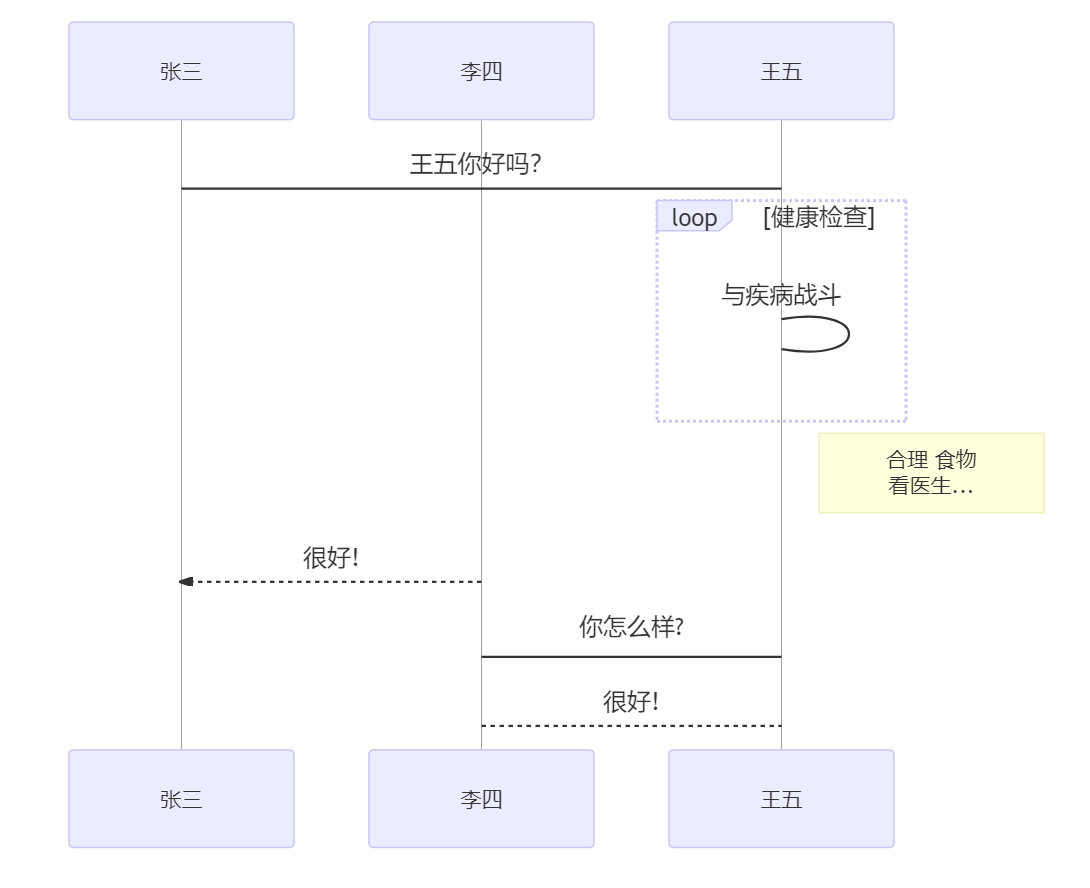 张三
李四
王五
王五你好吗?
loop
[健康检查]
与疾病战斗
合理 食物
看医生...
很好!
你怎么样?
很好!
张三
李四
王五